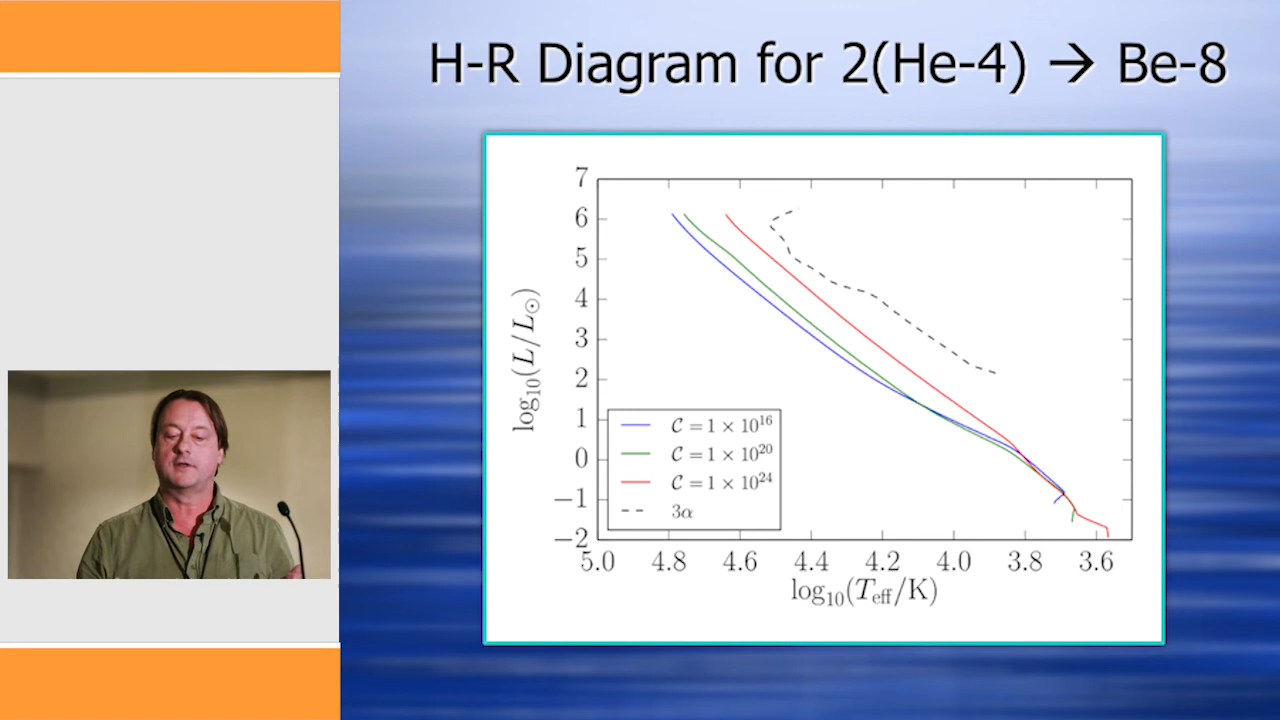 H-R Diagram for 2(He-4) → Be-8
7
6
5
4
3
2
1
0
−1
−2
log₁₀(L/L☉)
C = 1 × 10¹⁶
C = 1 × 10²⁰
C = 1 × 10²⁴
3α
5.0 4.8 4.6 4.4 4.2 4.0 3.8 3.6
log₁₀(T_eff/K)